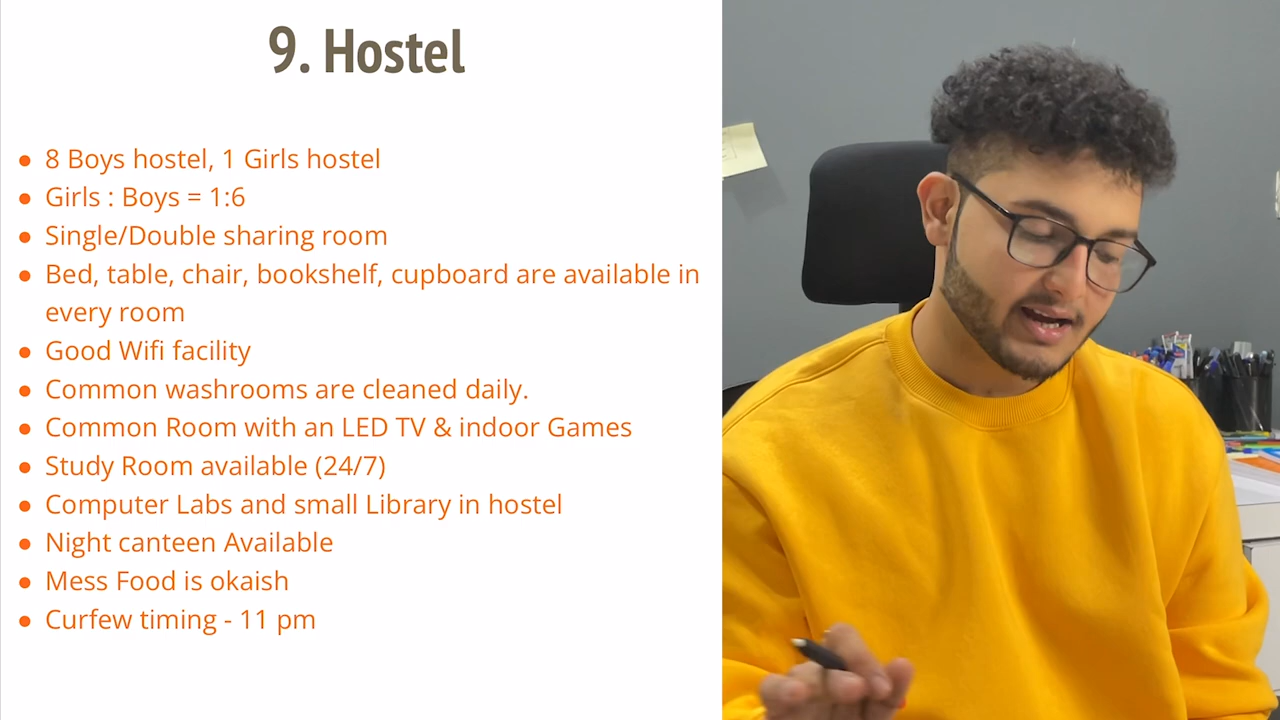 9. Hostel
● 8 Boys hostel, 1 Girls hostel
● Girls : Boys = 1:6
● Single/Double sharing room
● Bed, table, chair, bookshelf, cupboard are available in
every room
● Good Wifi facility
● Common washrooms are cleaned daily.
● Common Room with an LED TV & indoor Games
● Study Room available (24/7)
● Computer Labs and small Library in hostel
● Night canteen Available
● Mess Food is okaish
● Curfew timing - 11 pm